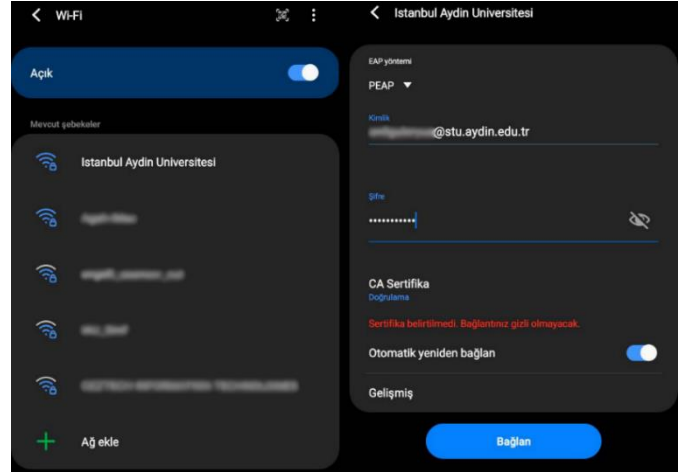 Wi-Fi
Açık
Mevcut şebekeler
Istanbul Aydin Universitesi
Ağ ekle
Istanbul Aydin Universitesi
EAP yöntemi
PEAP
Kimlik
@stu.aydin.edu.tr
Şifre
•••••••••••
CA Sertifika
Doğrulama
Sertifika belirtilmedi. Bağlantınız gizli olmayacak.
Otomatik yeniden bağlan
Gelişmiş
Bağlan